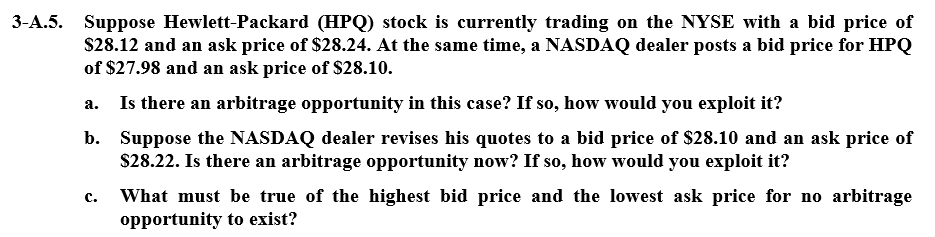 3-A.5. Suppose Hewlett-Packard (HPQ) stock is currently trading on the NYSE with a bid price of
$28.12 and an ask price of $28.24. At the same time, a NASDAQ dealer posts a bid price for HPQ
of $27.98 and an ask price of $28.10.
a. Is there an arbitrage opportunity in this case? If so, how would you exploit it?
b. Suppose the NASDAQ dealer revises his quotes to a bid price of $28.10 and an ask price of
$28.22. Is there an arbitrage opportunity now? If so, how would you exploit it?
c. What must be true of the highest bid price and the lowest ask price for no arbitrage
opportunity to exist?